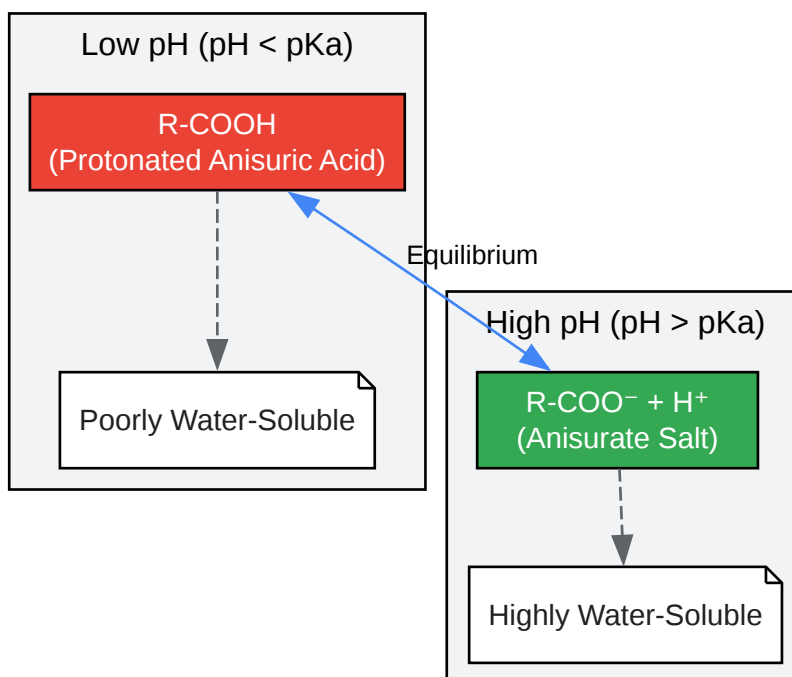 Low pH (pH < pKa)
R-COOH
(Protonated Anisuric Acid)
Equilibrium
Poorly Water-Soluble
High pH (pH > pKa)
R-COO⁻ + H⁺
(Anisurate Salt)
Highly Water-Soluble